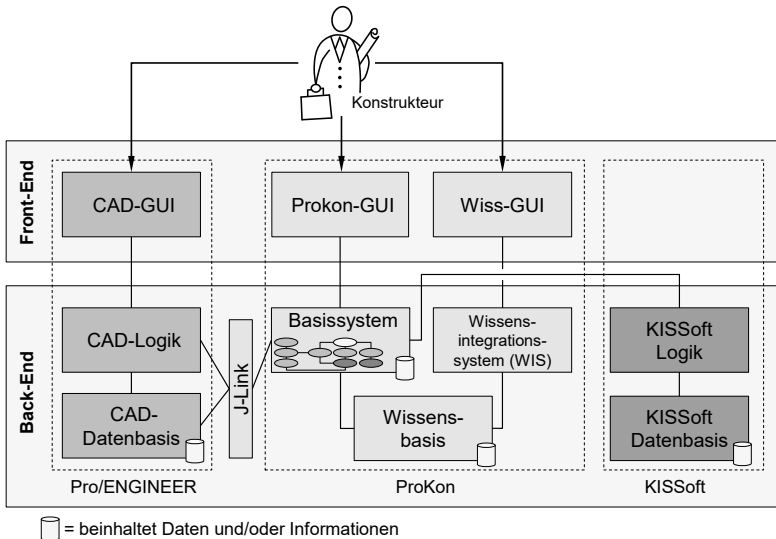 Konstrukteur
Front-End
CAD-GUI
Prokon-GUI
Wiss-GUI
Back-End
CAD-Logik
J-Link
Basissystem
Wissens-
integrations-
system (WIS)
KISSoft
Logik
CAD-
Datenbasis
Wissens-
basis
KISSoft
Datenbasis
Pro/ENGINEER
ProKon
KISSoft
= beinhaltet Daten und/oder Informationen